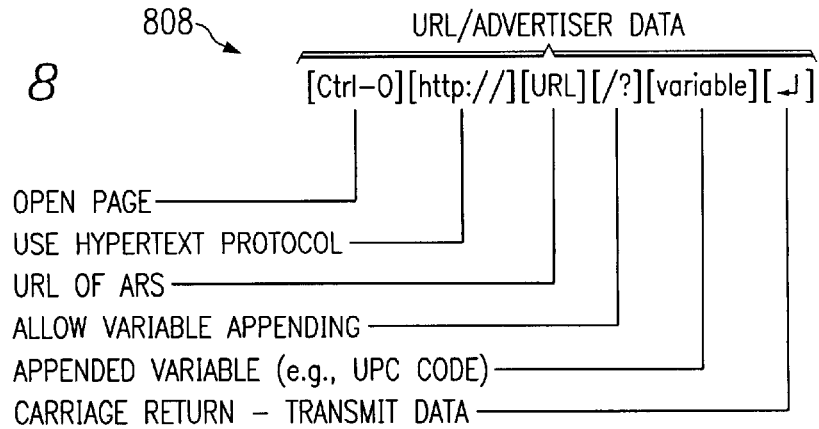 808
URL/ADVERTISER DATA
8
[Ctrl-O][http://][URL][/?][variable][↵]
OPEN PAGE
USE HYPERTEXT PROTOCOL
URL OF ARS
ALLOW VARIABLE APPENDING
APPENDED VARIABLE (e.g., UPC CODE)
CARRIAGE RETURN - TRANSMIT DATA